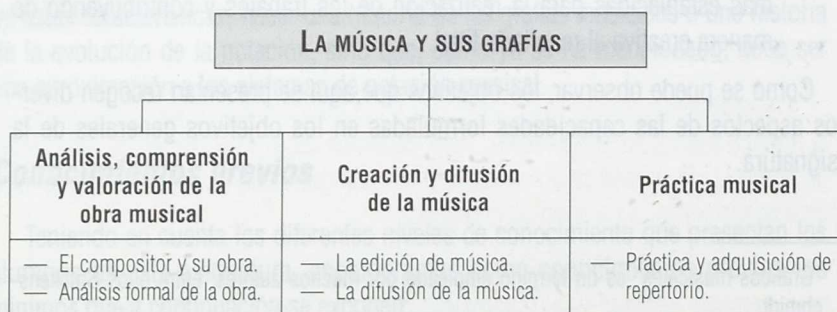 LA MÚSICA Y SUS GRAFÍAS
Análisis, comprensión
y valoración de la
obra musical
— El compositor y su obra.
— Análisis formal de la obra.
Creación y difusión
de la música
— La edición de música.
— La difusión de la música.
Práctica musical
— Práctica y adquisición de
repertorio.